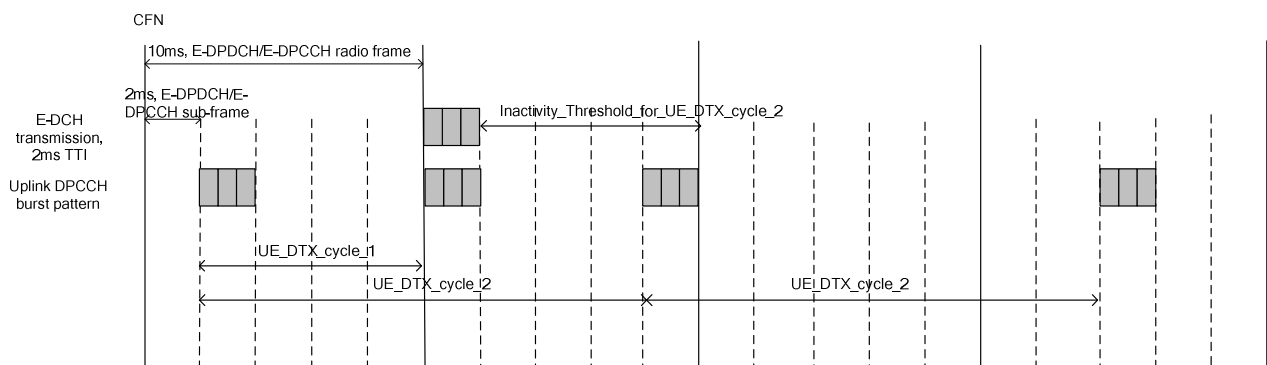 CFN
10ms, E-DPDCH/E-DPCCH radio frame
2ms, E-DPDCH/E-
DPCCH sub-frame
E-DCH
transmission,
2ms TTI
Inactivity_Threshold_for_UE_DTX_cycle_2
Uplink DPCCH
burst pattern
UE_DTX_cycle_1
UE_DTX_cycle_2
UE_DTX_cycle_2